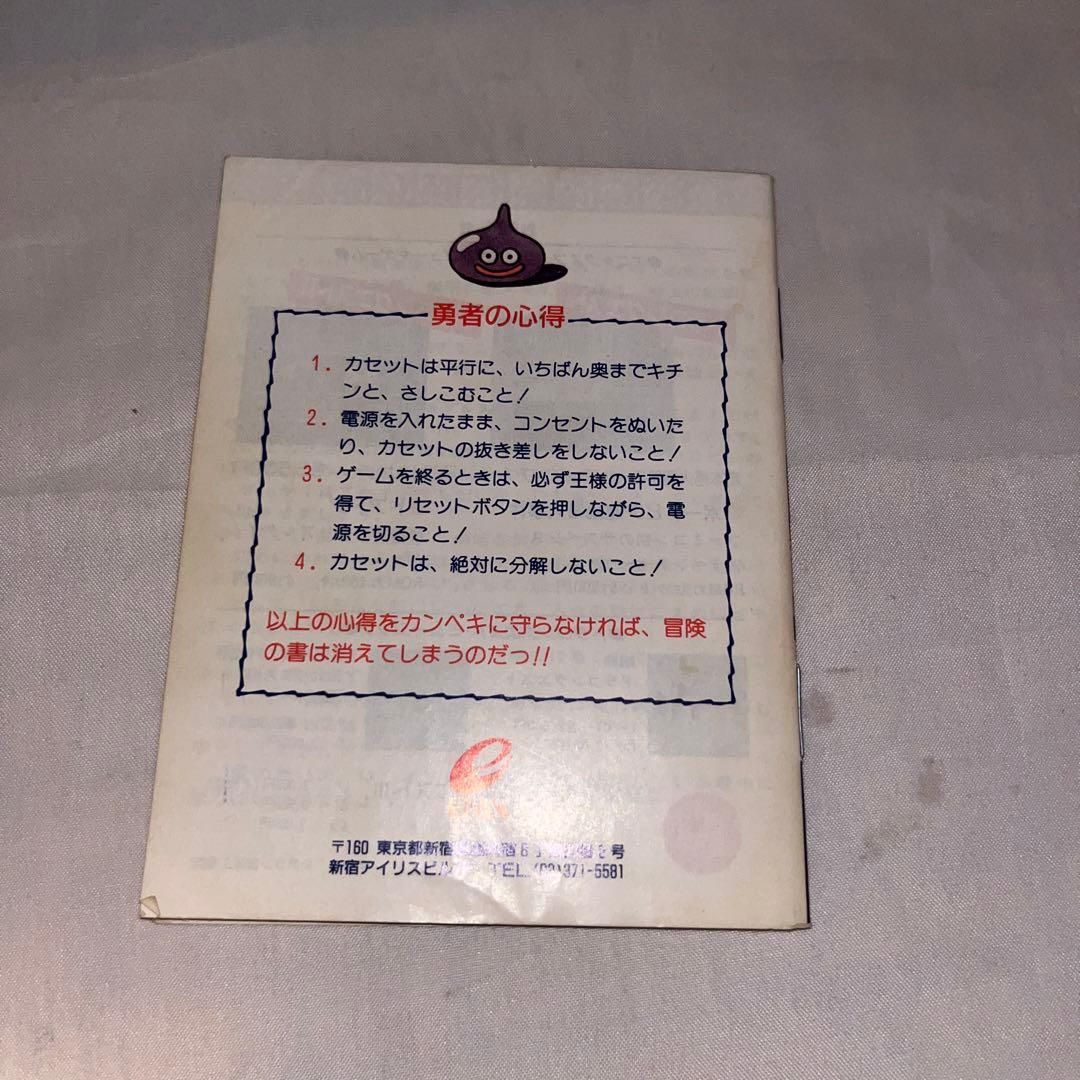 勇者の心得
1. カセットは平行に、いちばん奥までキチ
ンと、さしこむこと!
2. 電源を入れたまま、コンセントをぬいた
り、カセットの抜き差しをしないこと!
3. ゲームを終るときは、必ず王様の許可を
得て、リセットボタンを押しながら、電
源を切ること!
4. カセットは、絶対に分解しないこと!
以上の心得をカンペキに守らなければ、冒険
の書は消えてしまうのだっ!!
〒160 東京都新宿 号
新宿アイリスビル TEL. 371-5581